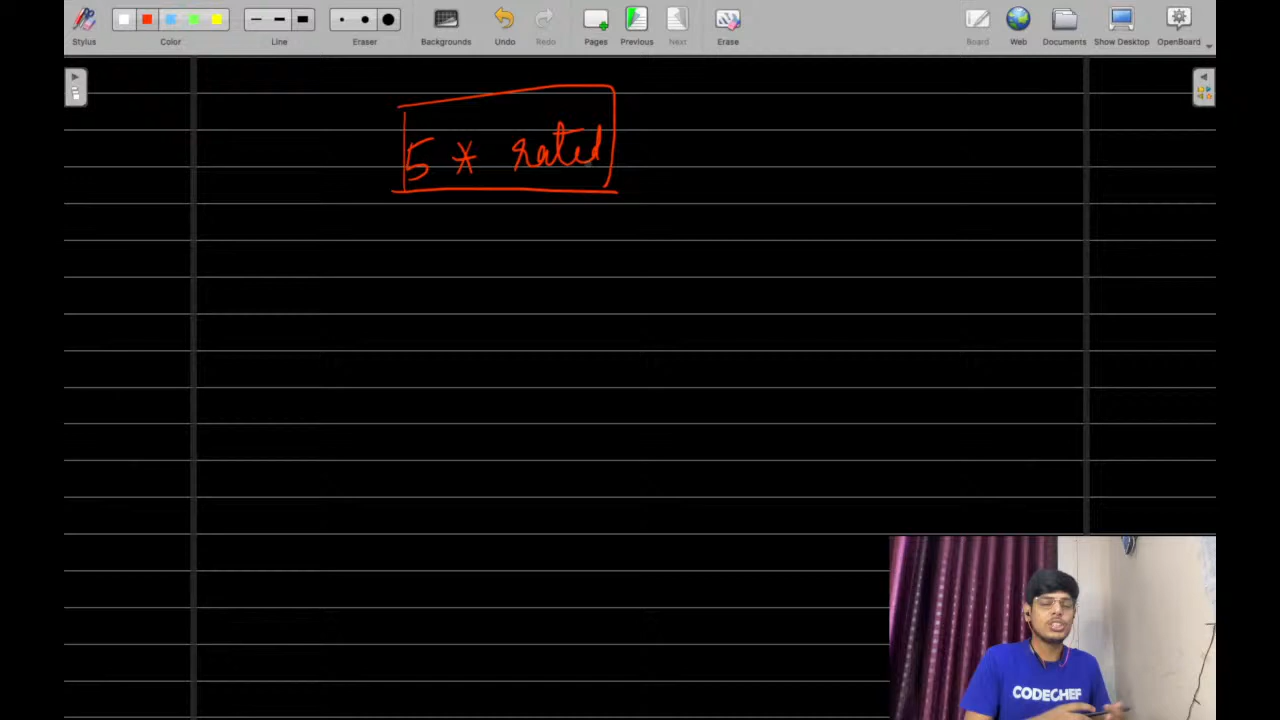 Stylus
Color
Line
Eraser
Backgrounds
Undo
Redo
Pages
Previous
Next
Erase
Board
Web
Documents
Show Desktop
OpenBoard
5 * rated
CODECHEF